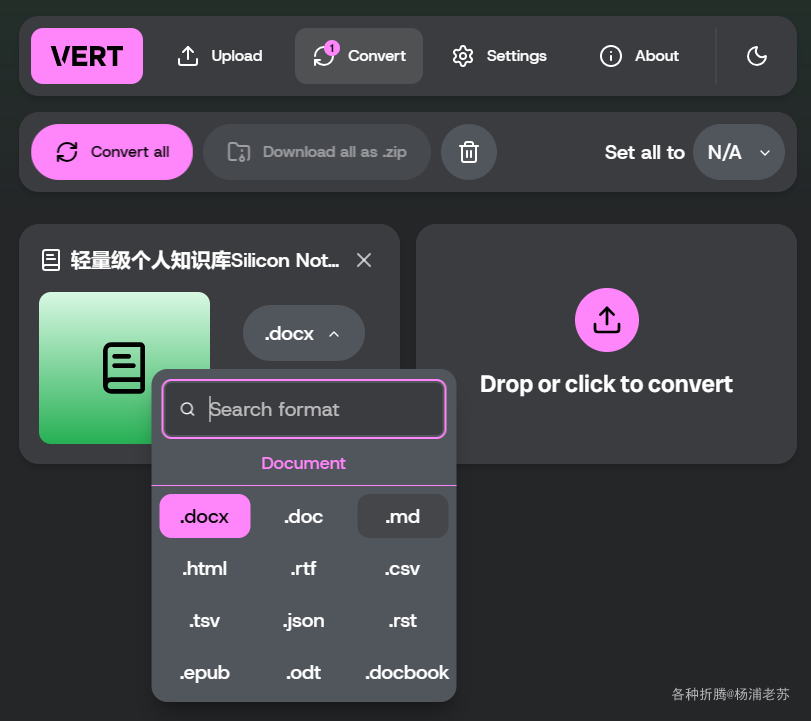 VERT
Upload
1
Convert
Settings
About
Convert all
Download all as .zip
Set all to
N/A
轻量级个人知识库Silicon Not...
.docx
Drop or click to convert
Search format
Document
.docx .doc .md
.html .rtf .csv
.tsv .json .rst
.epub .odt .docbook
各种折腾@杨浦老苏